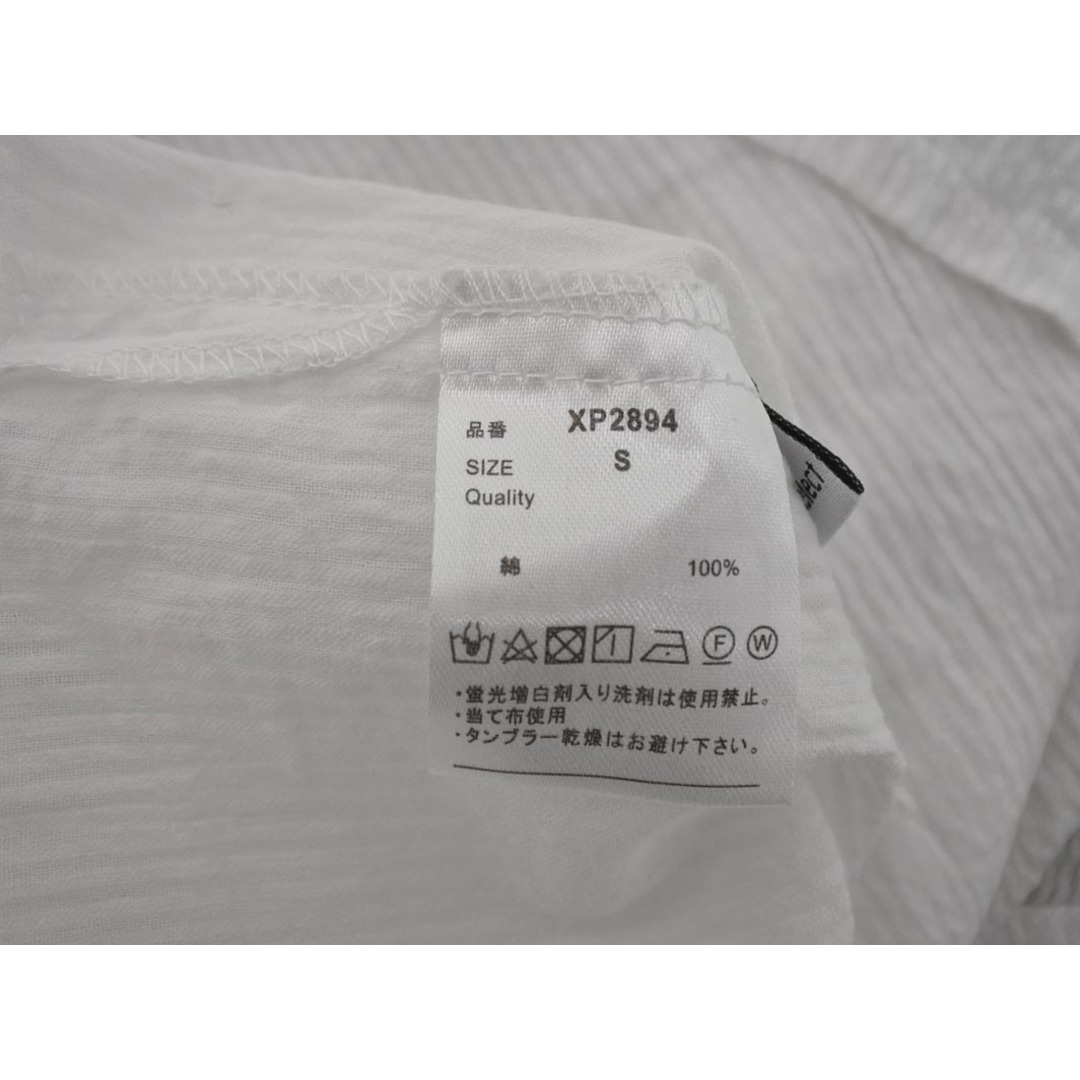 品番 XP2894
SIZE S
Quality
綿 100%
F W
・蛍光増白剤入り洗剤は使用禁止。
・当て布使用
・タンブラー乾燥はお避け下さい。